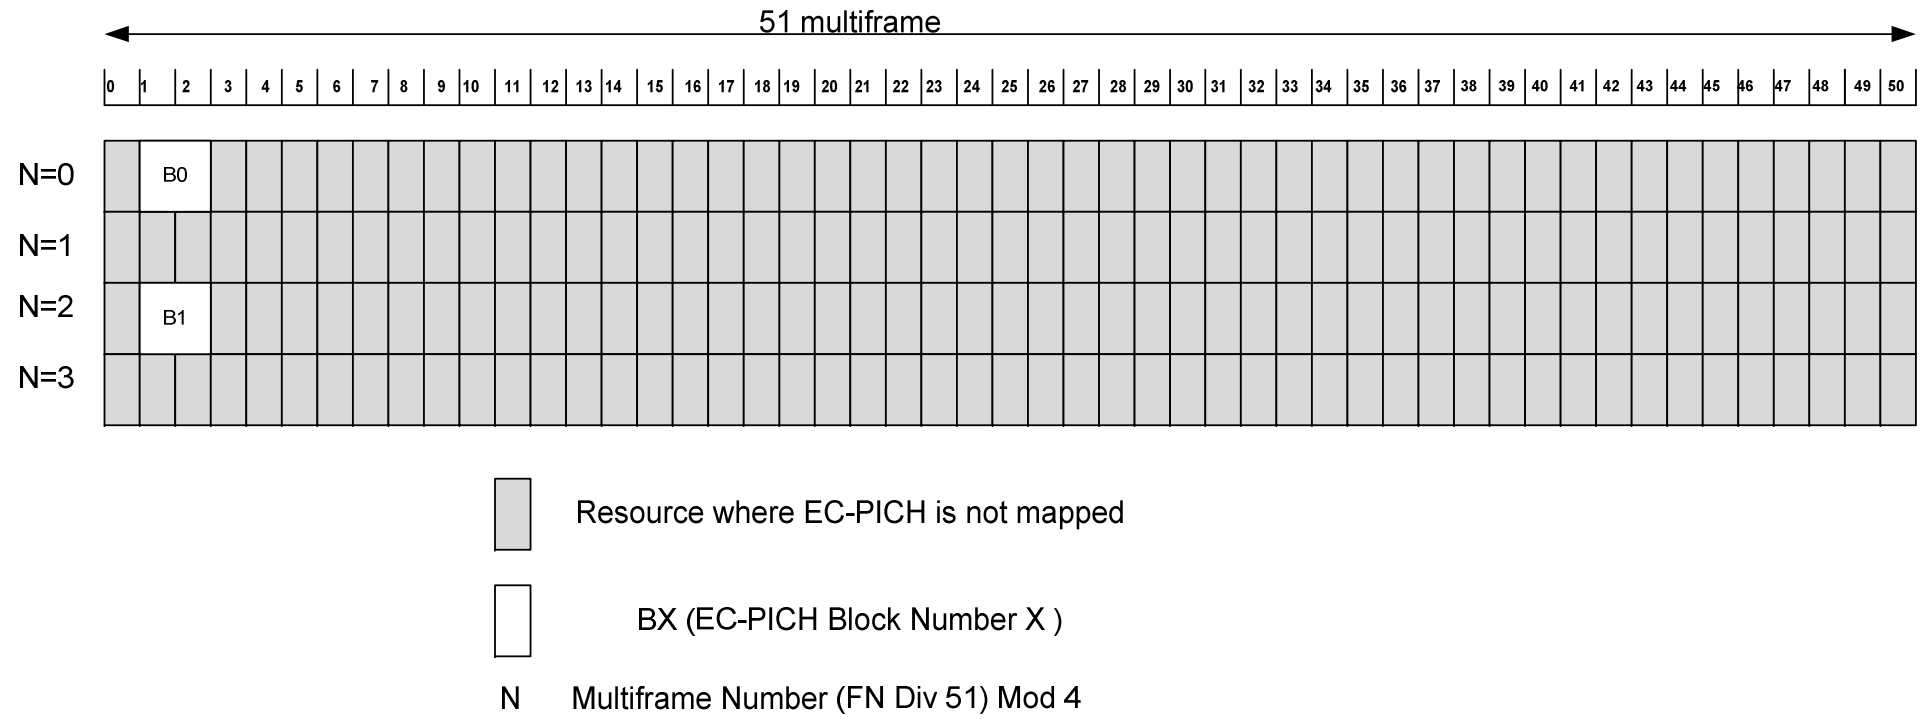 51 multiframe
0 1 2 3 4 5 6 7 8 9 10 11 12 13 14 15 16 17 18 19 20 21 22 23 24 25 26 27 28 29 30 31 32 33 34 35 36 37 38 39 40 41 42 43 44 45 46 47 48 49 50
N=0 B0
N=1
N=2 B1
N=3
Resource where EC-PICH is not mapped
BX (EC-PICH Block Number X )
N Multiframe Number (FN Div 51) Mod 4